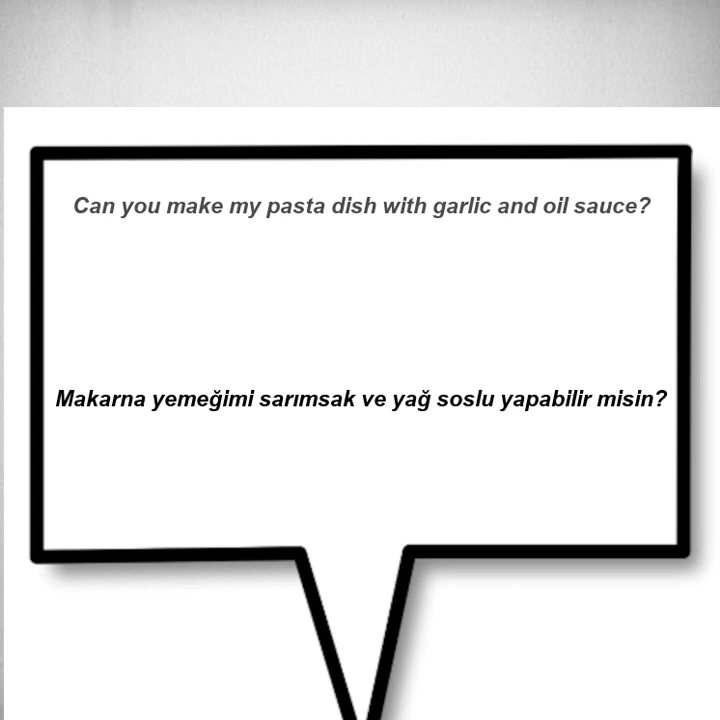 Can you make my pasta dish with garlic and oil sauce?
Makarna yemeğimi sarımsak ve yağ soslu yapabilir misin?